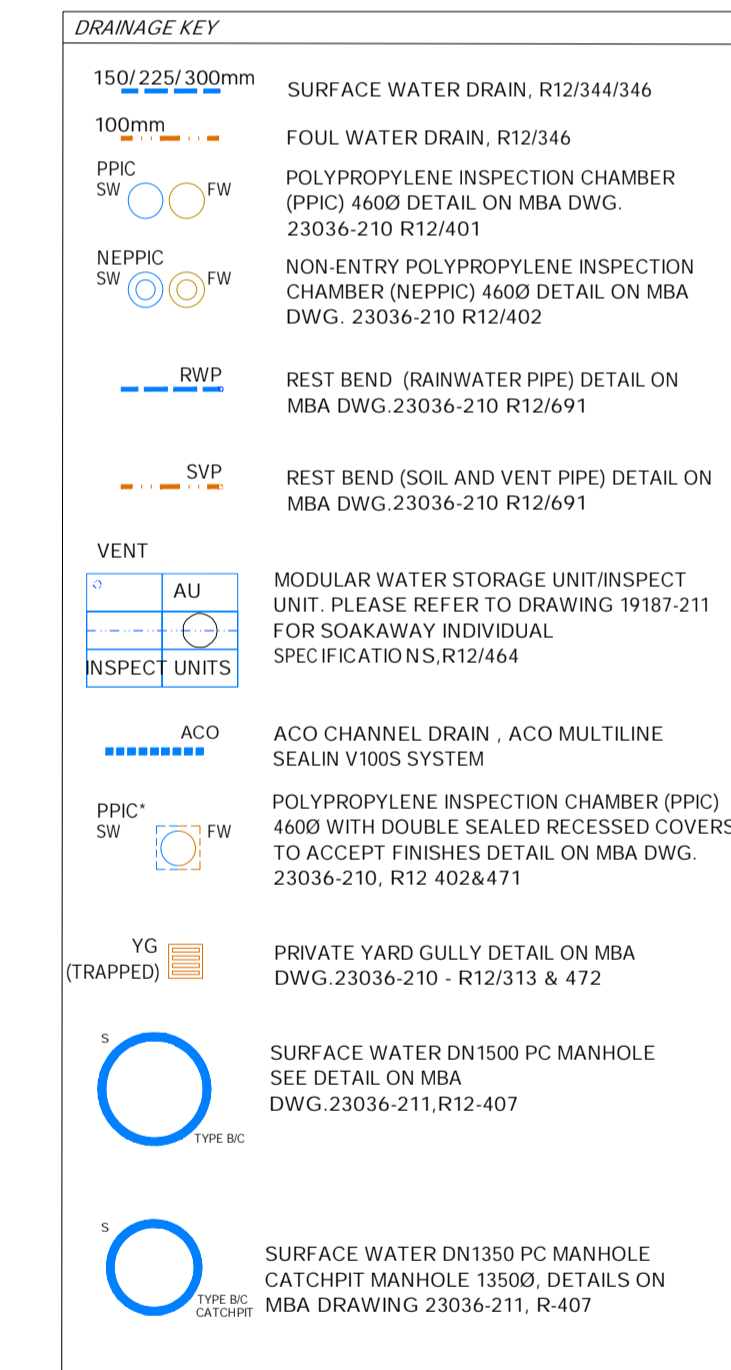 DRAINAGE KEY
150/225/300mm
SURFACE WATER DRAIN, R12/344/346
100mm
FOUL WATER DRAIN, R12/346
PPIC
SW FW
POLYPROPYLENE INSPECTION CHAMBER
(PPIC) 460Ø DETAIL ON MBA DWG.
23036-210 R12/401
NEPPIC
SW FW
NON-ENTRY POLYPROPYLENE INSPECTION
CHAMBER (NEPPIC) 460Ø DETAIL ON MBA
DWG. 23036-210 R12/402
RWP
REST BEND (RAINWATER PIPE) DETAIL ON
MBA DWG.23036-210 R12/691
SVP
REST BEND (SOIL AND VENT PIPE) DETAIL ON
MBA DWG.23036-210 R12/691
VENT
AU
INSPECT UNITS
MODULAR WATER STORAGE UNIT/INSPECT
UNIT. PLEASE REFER TO DRAWING 19187-211
FOR SOAKAWAY INDIVIDUAL
SPECIFICATIONS,R12/464
ACO
ACO CHANNEL DRAIN , ACO MULTILINE
SEALIN V100S SYSTEM
PPIC*
SW FW
POLYPROPYLENE INSPECTION CHAMBER (PPIC)
460Ø WITH DOUBLE SEALED RECESSED COVERS
TO ACCEPT FINISHES DETAIL ON MBA DWG.
23036-210, R12 402&471
YG
(TRAPPED)
PRIVATE YARD GULLY DETAIL ON MBA
DWG.23036-210 - R12/313 & 472
S
TYPE B/C
SURFACE WATER DN1500 PC MANHOLE
SEE DETAIL ON MBA
DWG.23036-211,R12-407
S
TYPE B/C
CATCHPIT
SURFACE WATER DN1350 PC MANHOLE
CATCHPIT MANHOLE 1350Ø, DETAILS ON
MBA DRAWING 23036-211, R-407